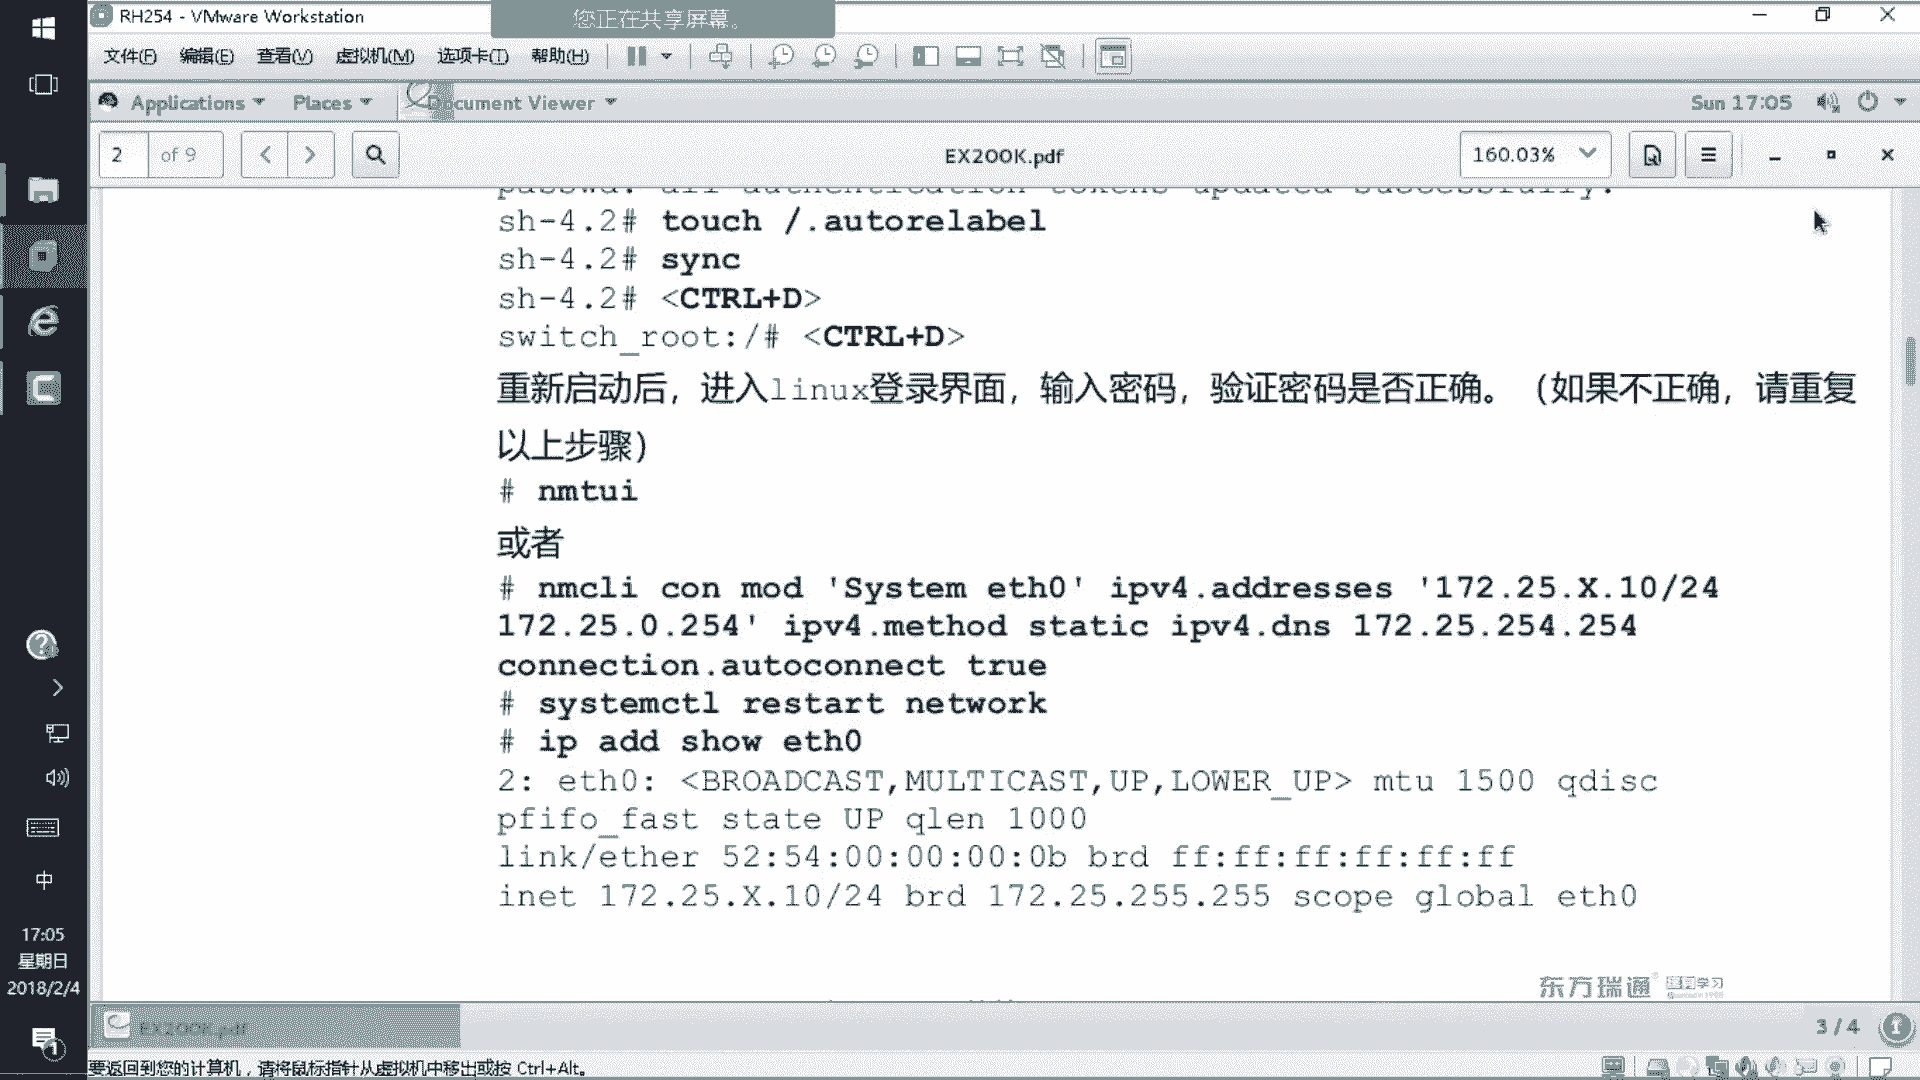 RH254 - VMware Workstation
您正在共享屏幕。
文件(F) 编辑(E) 查看(V) 虚拟机(M) 选项卡(T) 帮助(H)
Applications Places Document Viewer Sun 17:05
2 of 9 EX200K.pdf 160.03%
passwd: all authentication tokens updated successfully.
sh-4.2# touch /.autorelabel
sh-4.2# sync
sh-4.2# <CTRL+D>
switch_root:/# <CTRL+D>
重新启动后，进入linux登录界面，输入密码，验证密码是否正确。（如果不正确，请重复
以上步骤）
# nmtui
或者
# nmcli con mod 'System eth0' ipv4.addresses '172.25.X.10/24
172.25.0.254' ipv4.method static ipv4.dns 172.25.254.254
connection.autoconnect true
# systemctl restart network
# ip add show eth0
2: eth0: <BROADCAST,MULTICAST,UP,LOWER_UP> mtu 1500 qdisc
pfifo_fast state UP qlen 1000
link/ether 52:54:00:00:00:0b brd ff:ff:ff:ff:ff:ff
inet 172.25.X.10/24 brd 172.25.255.255 scope global eth0
东方瑞通®
EX200K.pdf
3 / 4
要返回到您的计算机，请将鼠标指针从虚拟机中移出或按 Ctrl+Alt。
中
17:05
星期日
2018/2/4
1